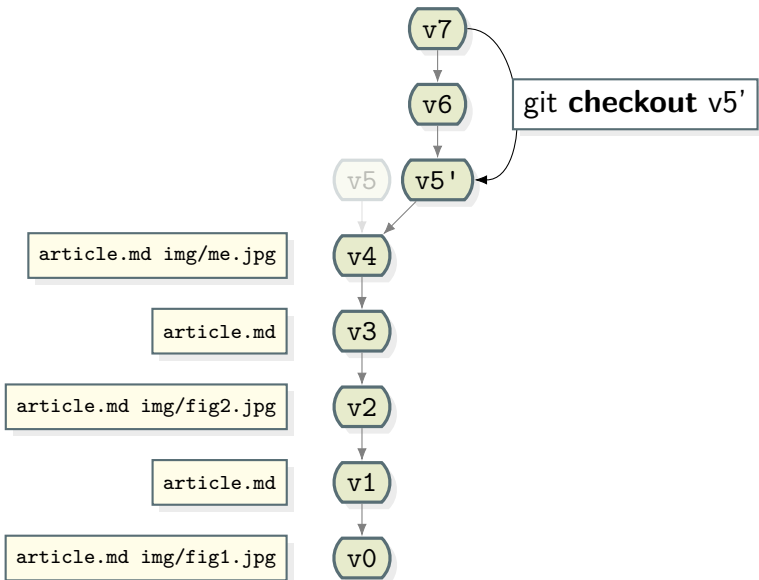 v7
v6
git checkout v5'
v5 v5'
article.md img/me.jpg v4
article.md v3
article.md img/fig2.jpg v2
article.md v1
article.md img/fig1.jpg v0